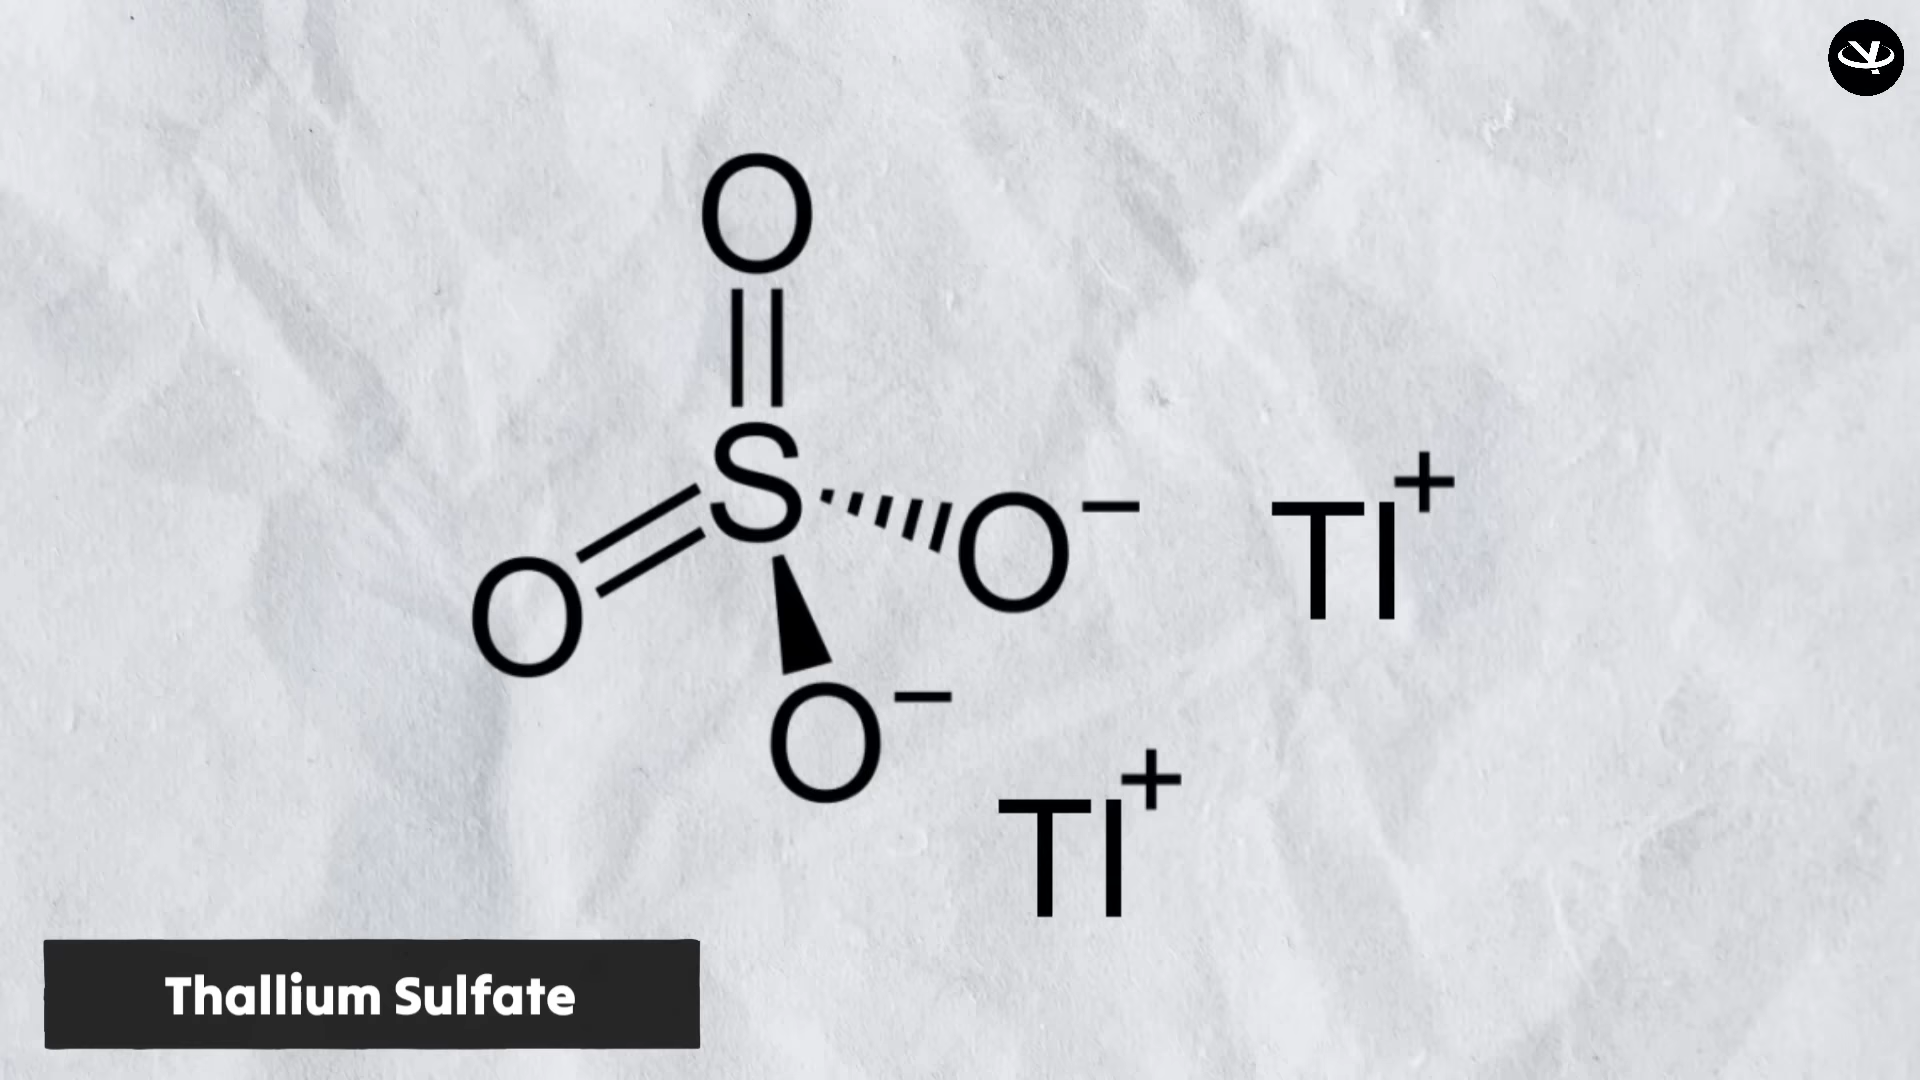 O
S
O
O−
O−
Tl+
Tl+
Thallium Sulfate